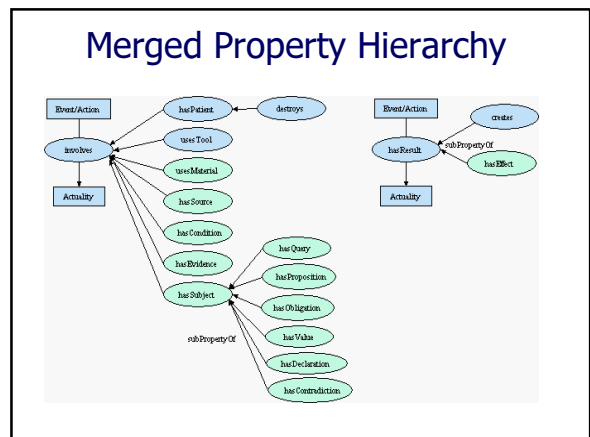 Merged Property Hierarchy
Event/Action
hasPatient
destroys
involves
usesTool
usesMaterial
Actuality
hasSource
hasCondition
hasEvidence
hasSubject
hasQuery
hasProposition
hasObligation
hasValue
subPropertyOf
hasDeclaration
hasContradiction
Event/Action
creates
hasResult
subPropertyOf
hasEffect
Actuality